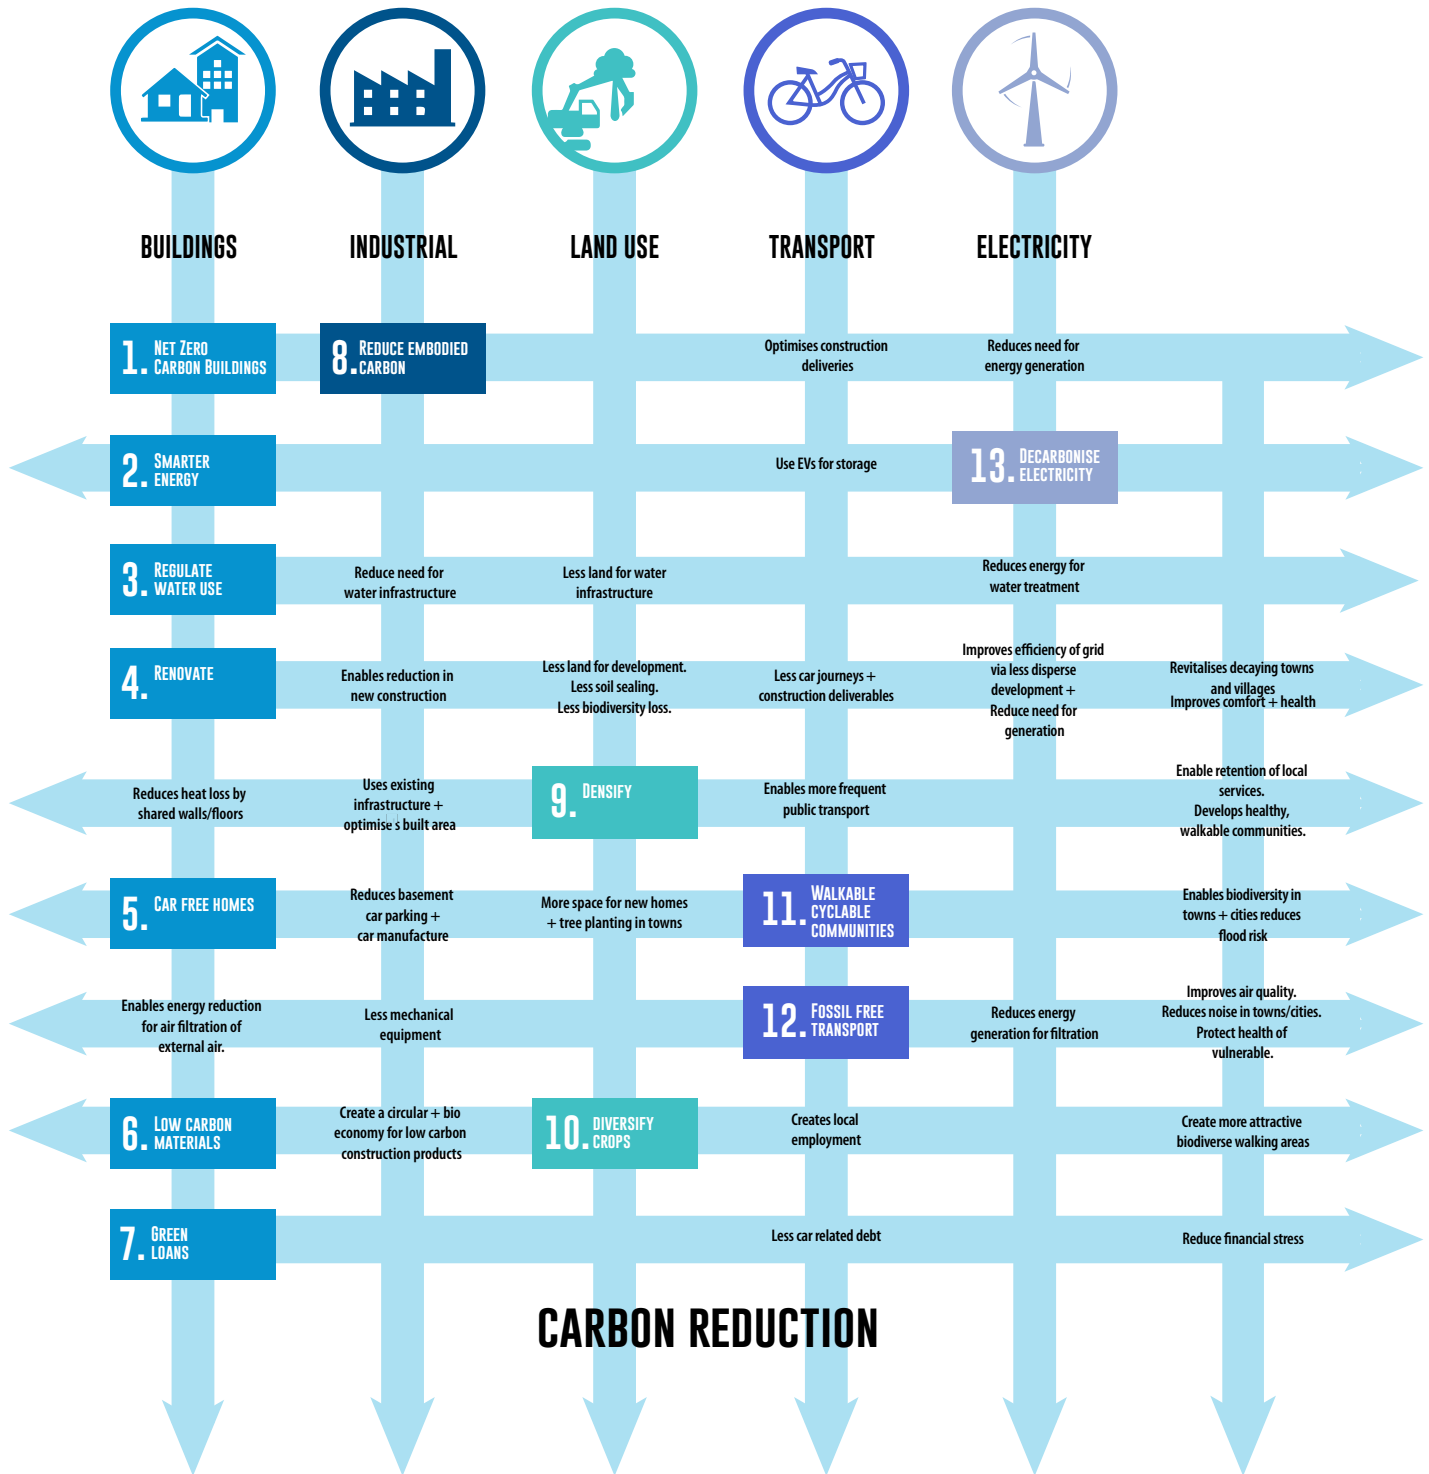 BUILDINGS
INDUSTRIAL
LAND USE
TRANSPORT
ELECTRICITY
1. Net Zero
Carbon Buildings
8. Reduce embodied
carbon
Optimises construction
deliveries
Reduces need for
energy generation
2. Smarter
energy
Use EVs for storage
13. Decarbonise
electricity
3. Regulate
water use
Reduce need for
water infrastructure
Less land for water
infrastructure
Reduces energy for
water treatment
4. Renovate
Enables reduction in
new construction
Less land for development.
Less soil sealing.
Less biodiversity loss.
Less car journeys +
construction deliverables
Improves efficiency of grid
via less disperse
development +
Reduce need for
generation
Revitalises decaying towns
and villages
Improves comfort + health
Reduces heat loss by
shared walls/floors
Uses existing
infrastructure +
optimises built area
9. Densify
Enables more frequent
public transport
Enable retention of local
services.
Develops healthy,
walkable communities.
5. Car free homes
Reduces basement
car parking +
car manufacture
More space for new homes
+ tree planting in towns
11. Walkable
cyclable
communities
Enables biodiversity in
towns + cities reduces
flood risk
Enables energy reduction
for air filtration of
external air.
Less mechanical
equipment
12. Fossil free
transport
Reduces energy
generation for filtration
Improves air quality.
Reduces noise in towns/cities.
Protect health of
vulnerable.
6. Low carbon
materials
Create a circular + bio
economy for low carbon
construction products
10. diversify
crops
Creates local
employment
Create more attractive
biodiverse walking areas
7. Green
loans
Less car related debt
Reduce financial stress
CARBON REDUCTION